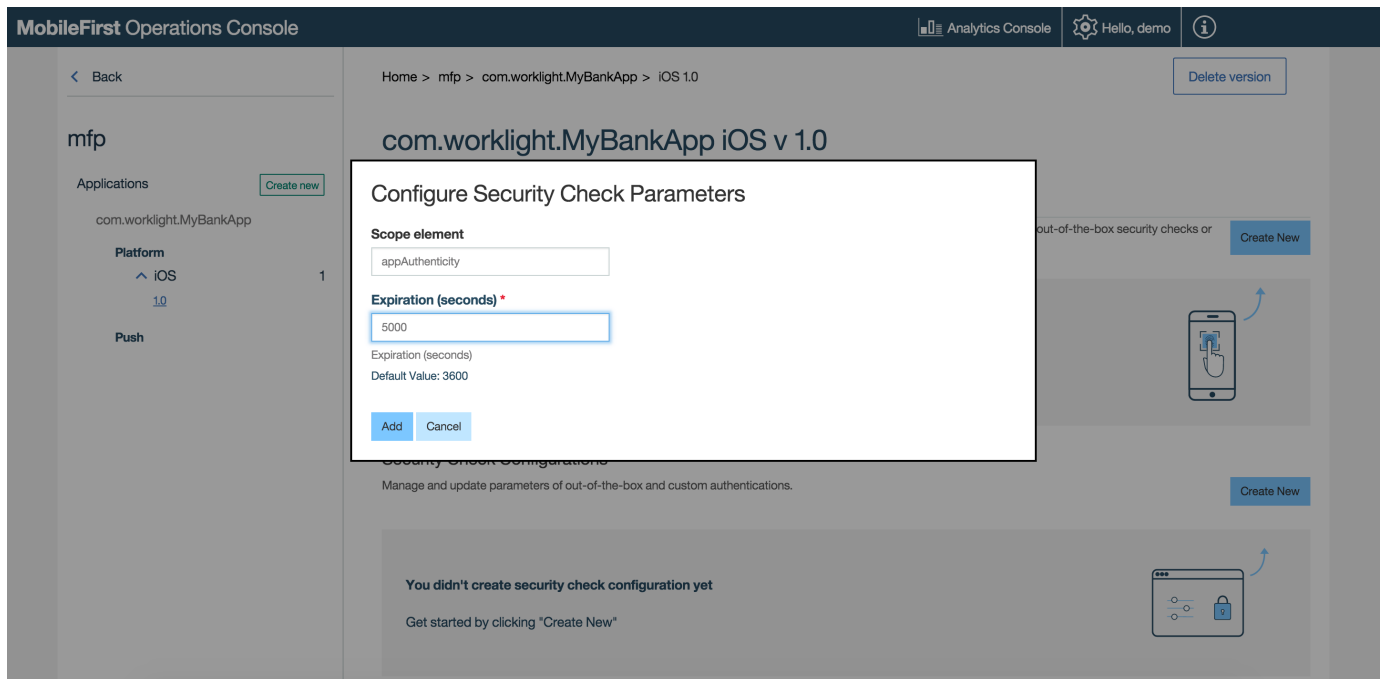 MobileFirst Operations Console
Analytics Console
Hello, demo
Back
Home > mfp > com.worklight.MyBankApp > iOS 1.0
Delete version
mfp
com.worklight.MyBankApp iOS v 1.0
Applications
Create new
com.worklight.MyBankApp
Platform
iOS 1
1.0
Push
Configure Security Check Parameters
Scope element
appAuthenticity
Expiration (seconds) *
5000
Expiration (seconds)
Default Value: 3600
Add
Cancel
out-of-the-box security checks or
Create New
Security Check Configurations
Manage and update parameters of out-of-the-box and custom authentications.
Create New
You didn't create security check configuration yet
Get started by clicking "Create New"